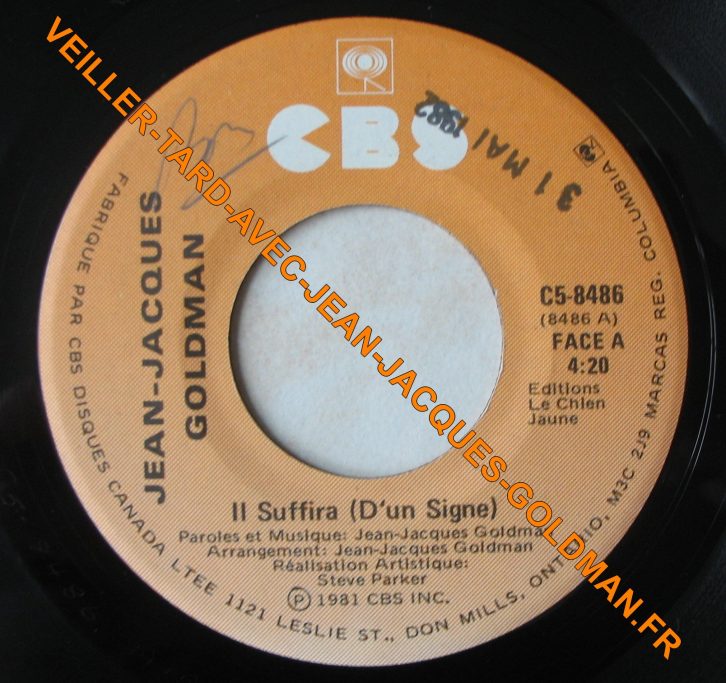 CBS
31 MAI 1982
JEAN-JACQUES
GOLDMAN
C5-8486
(8486 A)
FACE A
4:20
Editions
Le Chien
Jaune
Il Suffira (D'un Signe)
Paroles et Musique: Jean-Jacques Goldma
Arrangement: Jean-Jacques Goldman
Réalisation Artistique:
Steve Parker
Ⓟ 1981 CBS INC.
FABRIQUE PAR CBS DISQUES CANADA LTEE 1121 LESLIE ST., DON MILLS, ONTARIO, M3C 2J9 MARCAS REG. COLUMBIA
VEILLER-TARD-AVEC-JEAN-JACQUES-GOLDMAN.FR